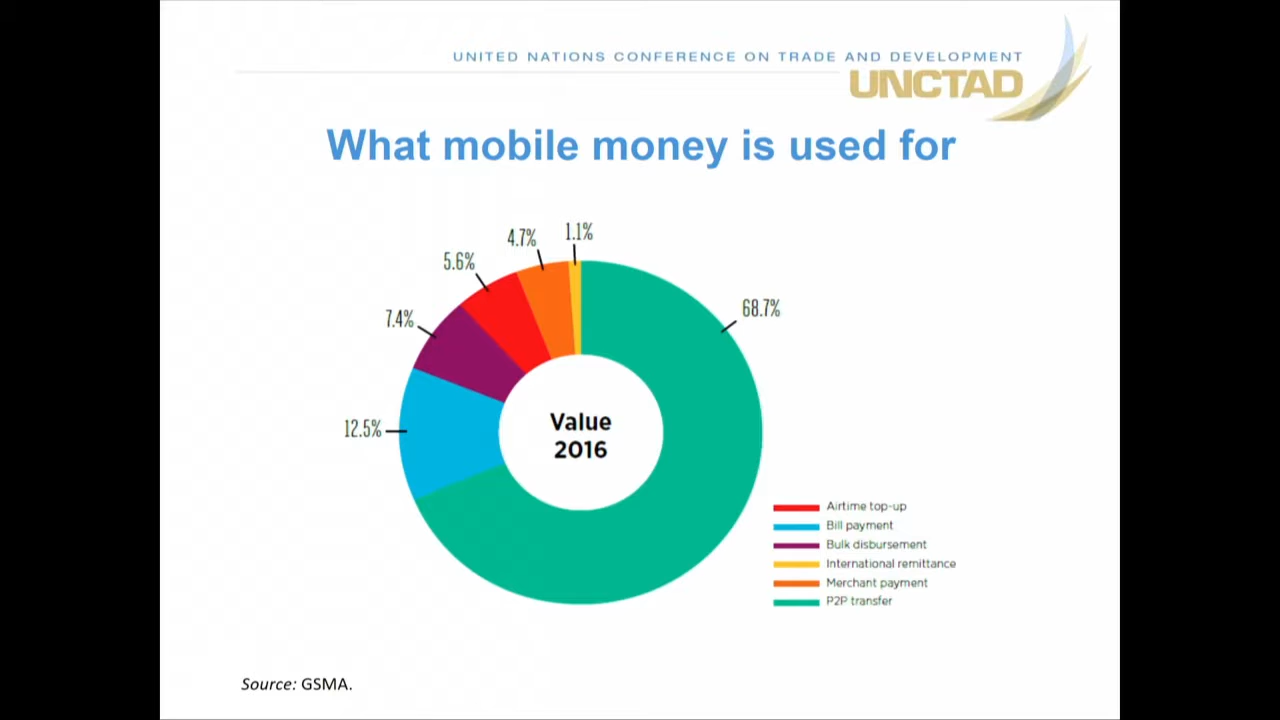 UNITED NATIONS CONFERENCE ON TRADE AND DEVELOPMENT
UNCTAD
What mobile money is used for
1.1%
4.7%
5.6%
68.7%
7.4%
12.5%
Value
2016
Airtime top-up
Bill payment
Bulk disbursement
International remittance
Merchant payment
P2P transfer
Source: GSMA.